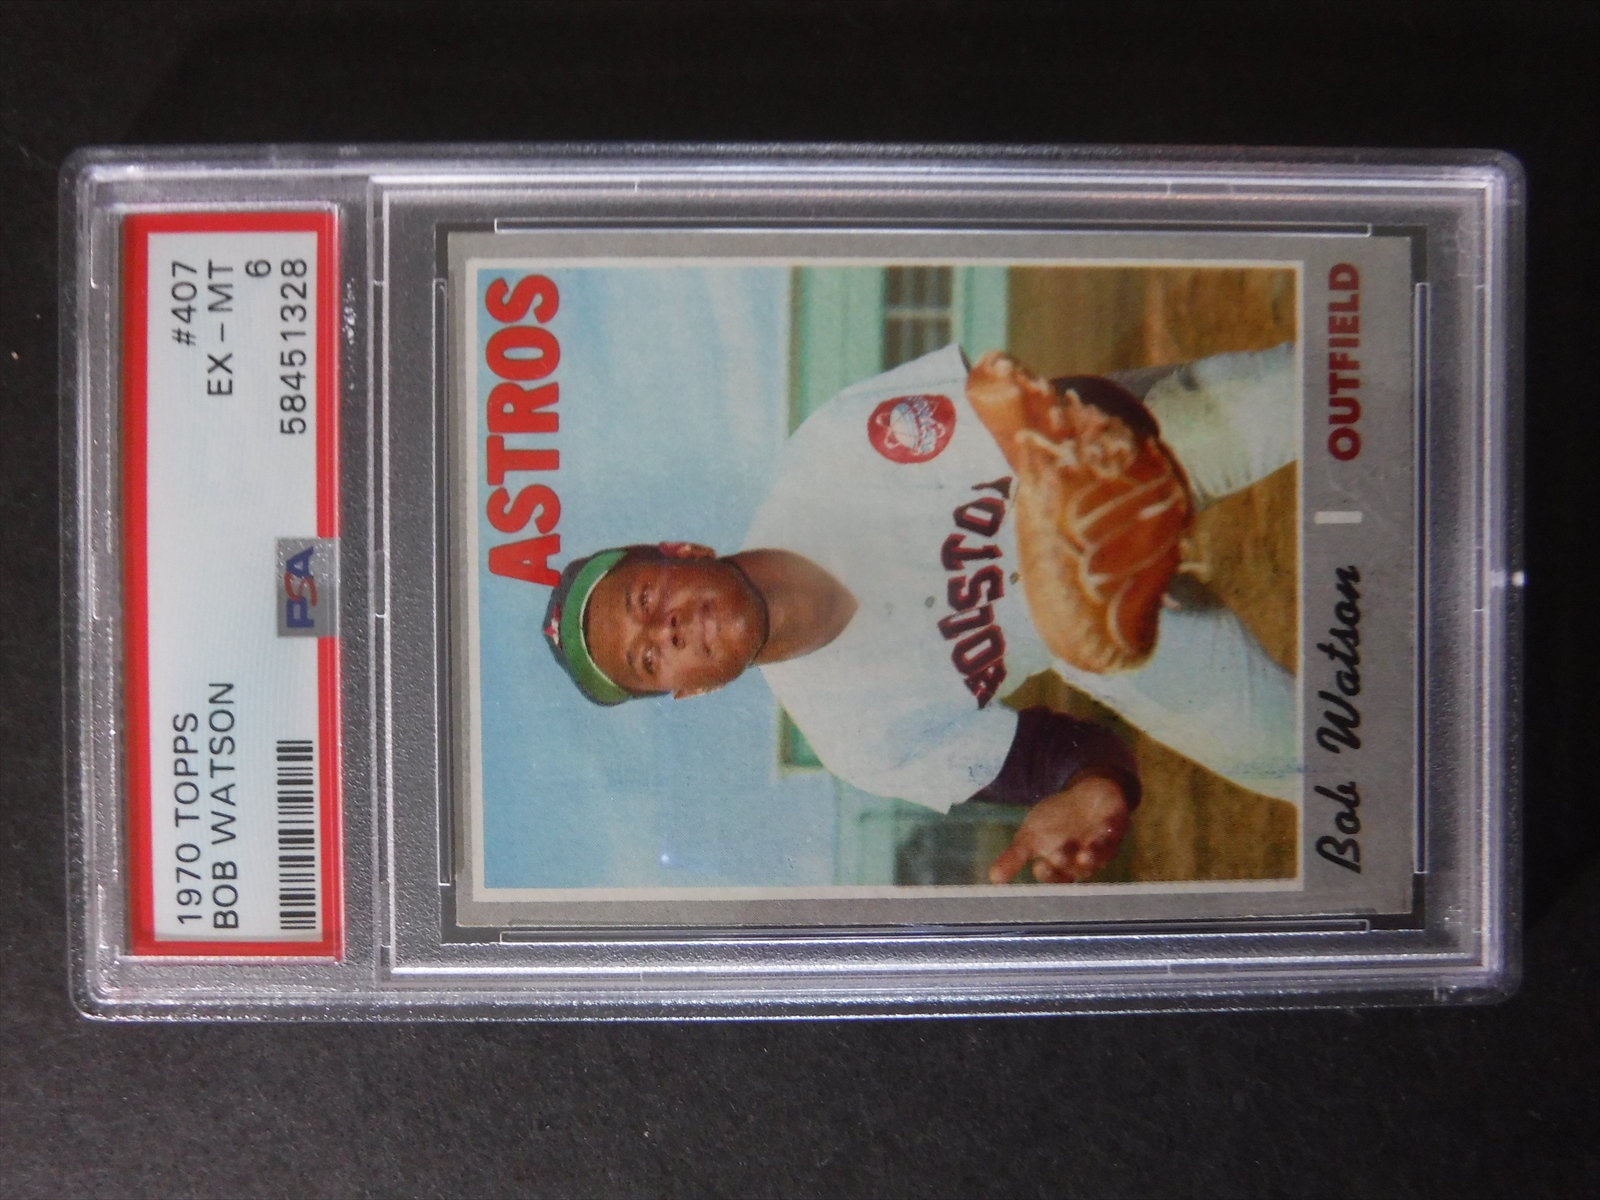 1970 TOPPS #407
BOB WATSON EX-MT
6
PSA 58451328
ASTROS
HOUSTON
Bob Watson | OUTFIELD